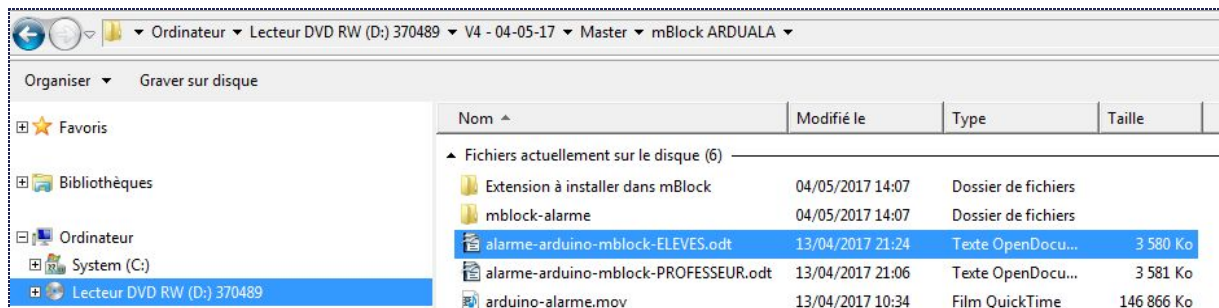 Ordinateur Lecteur DVD RW (D:) 370489 V4 - 04-05-17 Master mBlock ARDUALA
Organiser Graver sur disque
Favoris
Bibliothèques
Ordinateur
System (C:)
Lecteur DVD RW (D:) 370489
Nom Modifié le Type Taille
Fichiers actuellement sur le disque (6)
Extension à installer dans mBlock 04/05/2017 14:07 Dossier de fichiers
mblock-alarme 04/05/2017 14:07 Dossier de fichiers
alarme-arduino-mblock-ELEVES.odt 13/04/2017 21:24 Texte OpenDocu... 3 580 Ko
alarme-arduino-mblock-PROFESSEUR.odt 13/04/2017 21:06 Texte OpenDocu... 3 581 Ko
arduino-alarme.mov 13/04/2017 10:34 Film QuickTime 146 866 Ko